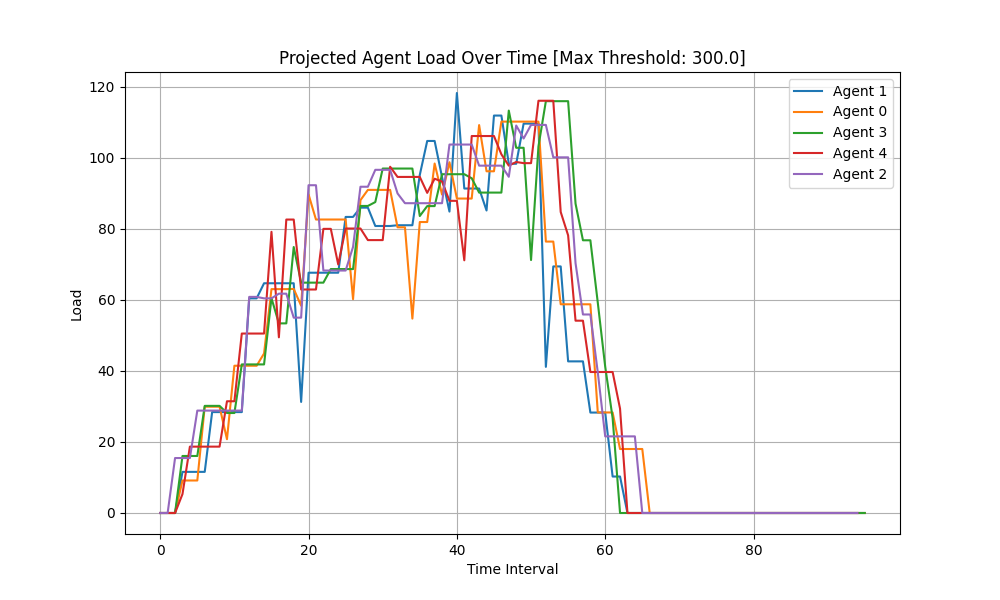 Projected Agent Load Over Time [Max Threshold: 300.0]
120
100
80
60
40
20
0
Load
0 20 40 60 80
Time Interval
Agent 1
Agent 0
Agent 3
Agent 4
Agent 2